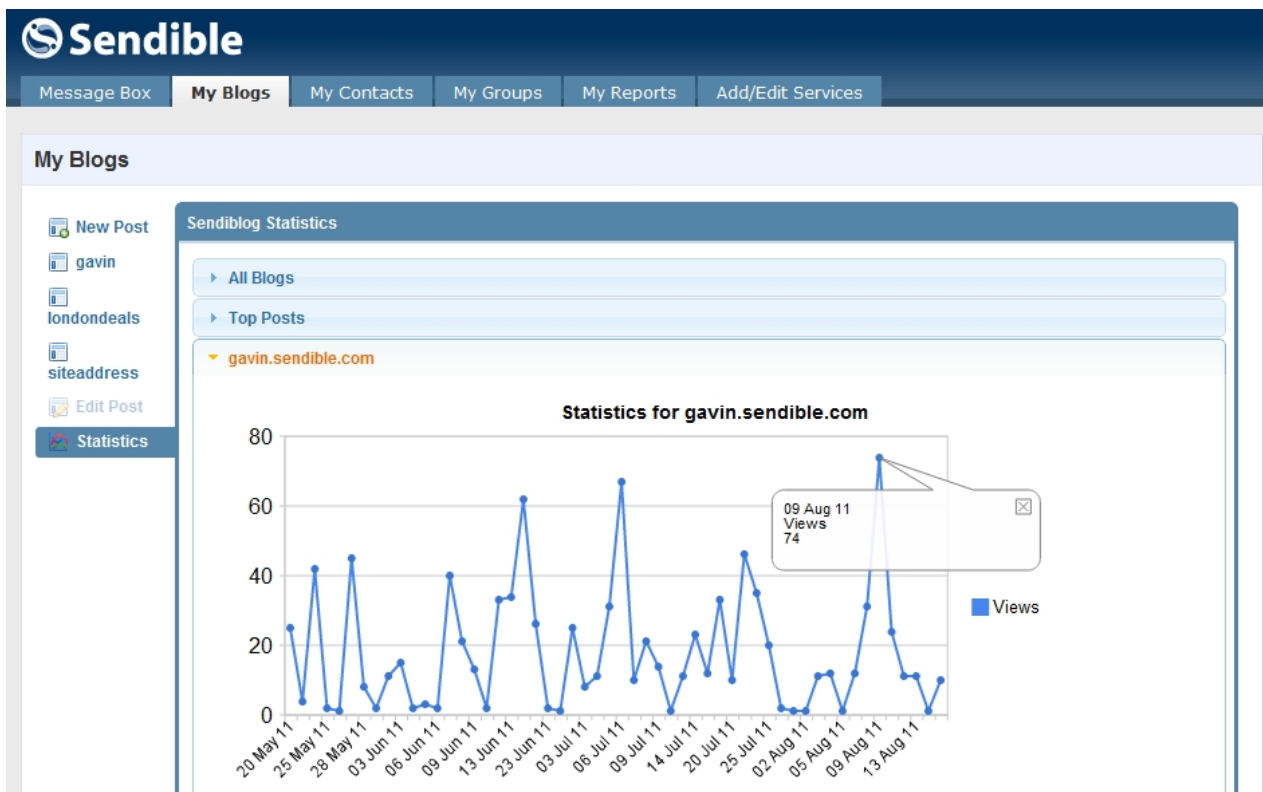 Sendible
Message Box My Blogs My Contacts My Groups My Reports Add/Edit Services
My Blogs
New Post
gavin
londondeals
siteaddress
Edit Post
Statistics
Sendiblog Statistics
All Blogs
Top Posts
gavin.sendible.com
Statistics for gavin.sendible.com
80
60
40
20
0
09 Aug 11
Views
74
Views
20 May 11 25 May 11 28 May 11 03 Jun 11 06 Jun 11 09 Jun 11 13 Jun 11 23 Jun 11 03 Jul 11 06 Jul 11 09 Jul 11 14 Jul 11 20 Jul 11 25 Jul 11 02 Aug 11 05 Aug 11 09 Aug 11 13 Aug 11